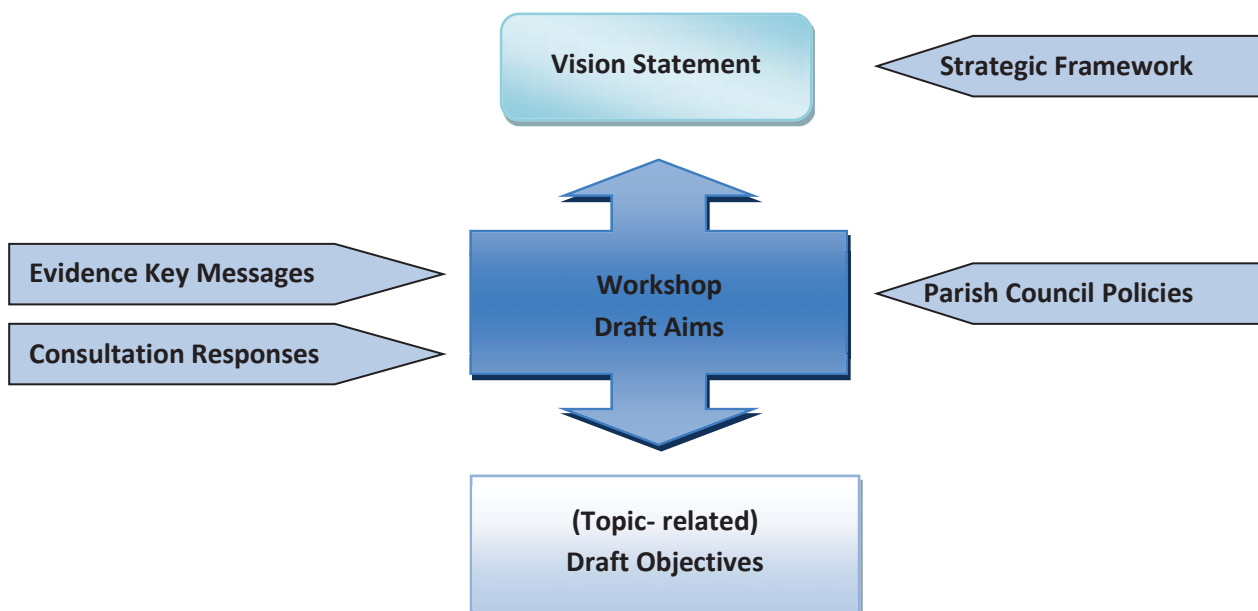 Vision Statement
Strategic Framework
Evidence Key Messages
Consultation Responses
Workshop
Draft Aims
Parish Council Policies
(Topic- related)
Draft Objectives